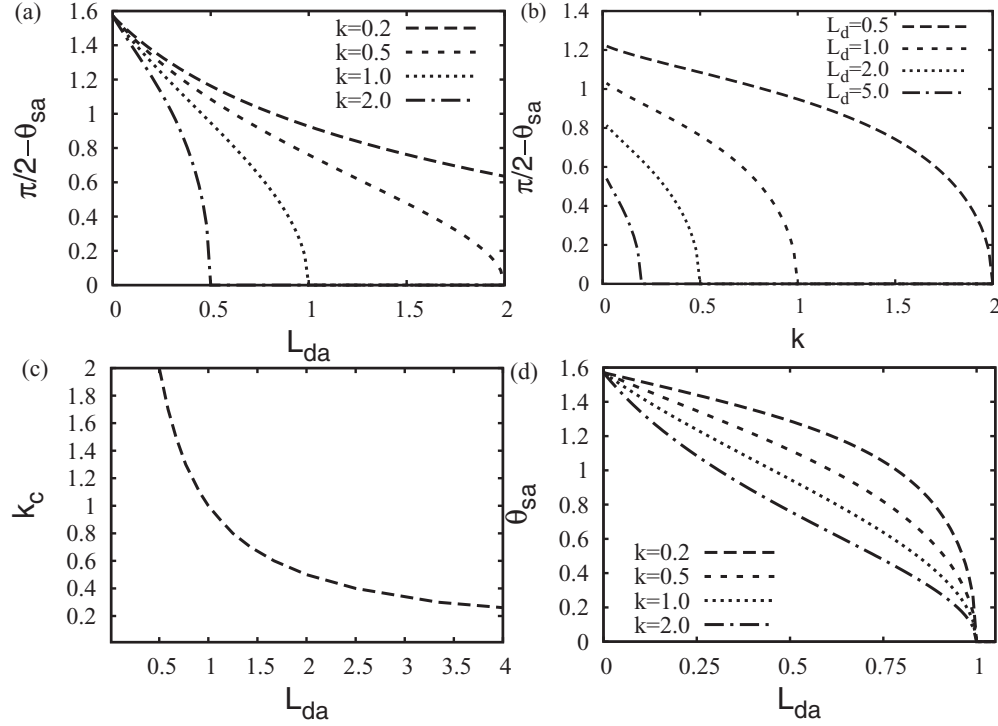 (a)
1.6
1.4
1.2
1
0.8
0.6
0.4
0.2
0
π/2−θsa
k=0.2
k=0.5
k=1.0
k=2.0
0 0.5 1 1.5 2
Lda
(b)
1.4
1.2
1
0.8
0.6
0.4
0.2
0
π/2−θsa
Ld=0.5
Ld=1.0
Ld=2.0
Ld=5.0
0 0.5 1 1.5 2
k
(c)
2
1.8
1.6
1.4
1.2
1
0.8
0.6
0.4
0.2
kc
0.5 1 1.5 2 2.5 3 3.5 4
Lda
(d)
1.6
1.4
1.2
1
0.8
0.6
0.4
0.2
0
θsa
k=0.2
k=0.5
k=1.0
k=2.0
0 0.25 0.5 0.75 1
Lda